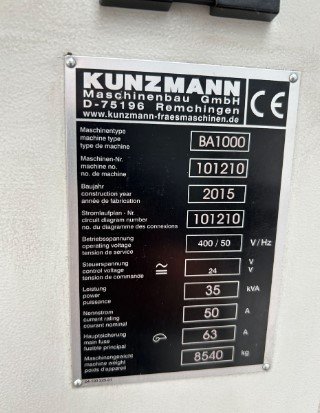 KUNZMANN
Maschinenbau GmbH
D-75196 Remchingen
www.kunzmann-fraesmaschinen.de
CE
Maschinentype
machine type
type de machine
BA1000
Maschinen-Nr.
machine no.
no. de machine
101210
Baujahr
construction year
année de fabrication
2015
Stromlaufplan - Nr.
circuit diagram number
no. du diagramme des connexions
101210
Betriebsspannung
operating voltage
tension de service
400 / 50 V/Hz
Steuerspannung
control voltage
tension de commande
24
V
V
Leistung
power
puissance
35 kVA
Nennstrom
current rating
courant nominal
50 A
Hauptsicherung
main fuse
fusible principal
63 A
Maschinengewicht
machine weight
poids d'appareil
8540 kg